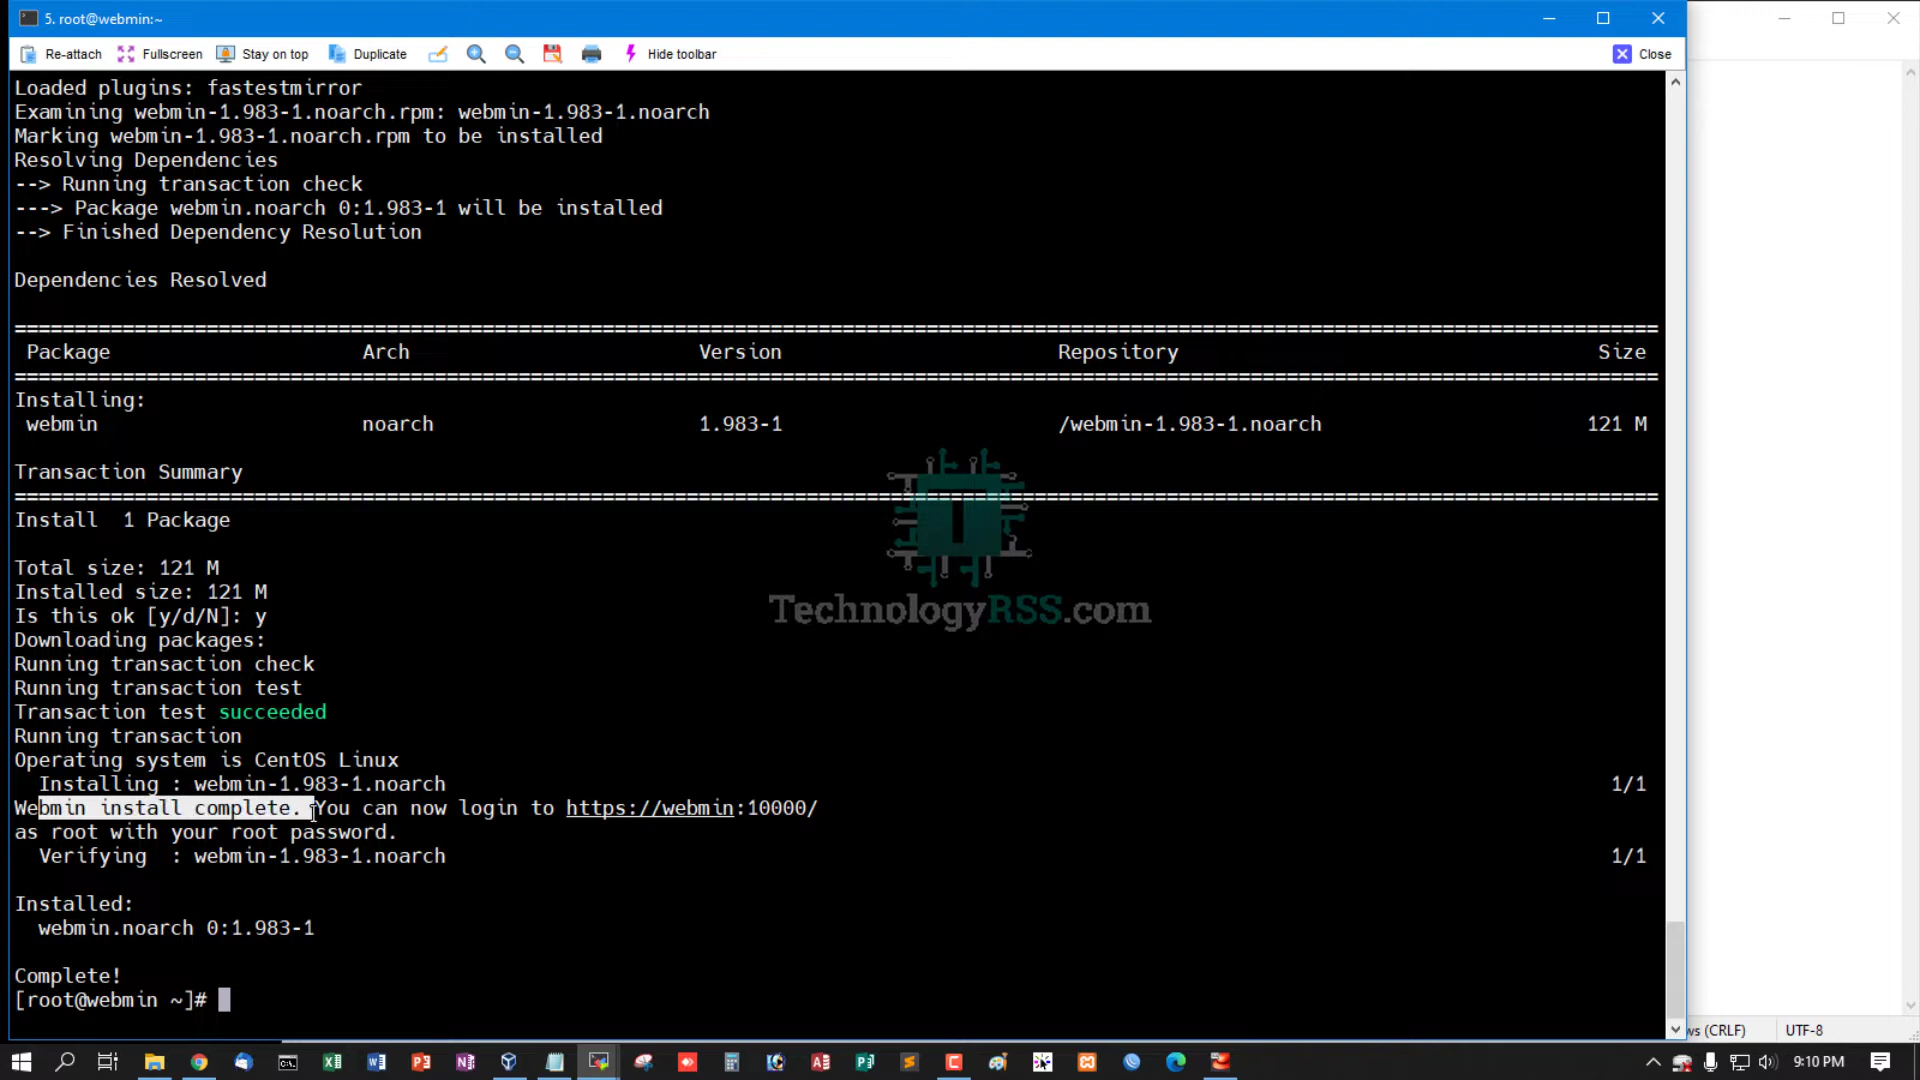 5. root@webmin:~
Re-attach Fullscreen Stay on top Duplicate Hide toolbar Close
Loaded plugins: fastestmirror
Examining webmin-1.983-1.noarch.rpm: webmin-1.983-1.noarch
Marking webmin-1.983-1.noarch.rpm to be installed
Resolving Dependencies
--> Running transaction check
---> Package webmin.noarch 0:1.983-1 will be installed
--> Finished Dependency Resolution
Dependencies Resolved
Package Arch Version Repository Size
Installing:
webmin noarch 1.983-1 /webmin-1.983-1.noarch 121 M
Transaction Summary
Install 1 Package
Total size: 121 M
Installed size: 121 M
Is this ok [y/d/N]: y
TechnologyRSS.com
Downloading packages:
Running transaction check
Running transaction test
Transaction test succeeded
Running transaction
Operating system is CentOS Linux
Installing : webmin-1.983-1.noarch 1/1
Webmin install complete. You can now login to https://webmin:10000/
as root with your root password.
Verifying : webmin-1.983-1.noarch 1/1
Installed:
webmin.noarch 0:1.983-1
Complete!
[root@webmin ~]#
ws (CRLF) UTF-8
9:10 PM